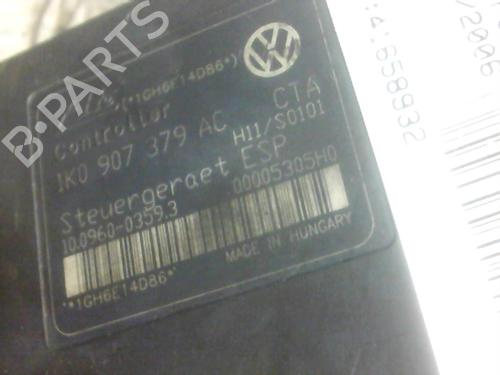 (*1GH6E14D86*)
Controller CTA
1K0 907 379 AC H11/S0101
Steuergeraet ESP
10.0960-0359.3 00005305H0
*1GH6E14D86*
MADE IN HUNGARY
/2006
4:658932
B-PARTS